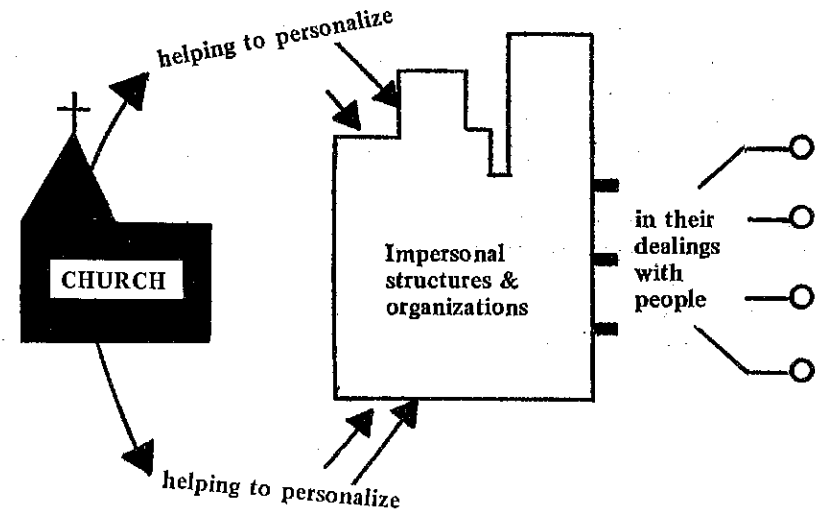 helping to personalize
CHURCH
Impersonal
structures &
organizations
in their
dealings
with
people
helping to personalize